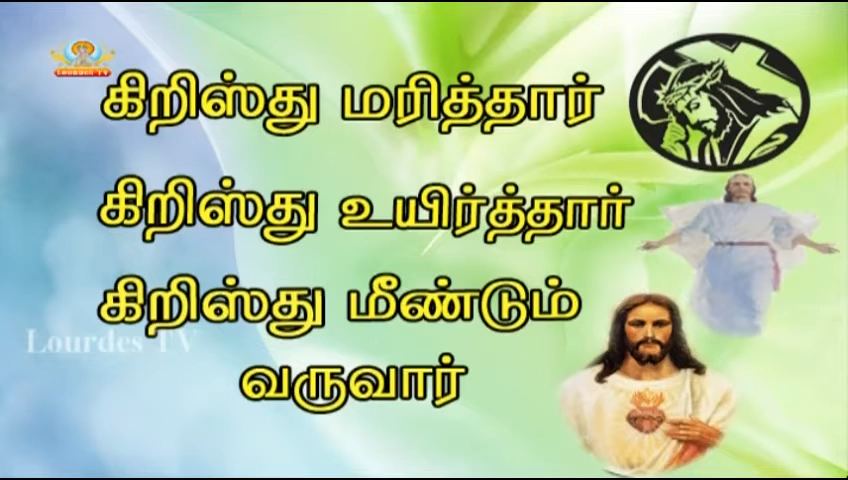 LOURDES TV
கிறிஸ்து மரித்தார்
கிறிஸ்து உயிர்த்தார்
கிறிஸ்து மீண்டும்
Lourdes TV
வருவார்